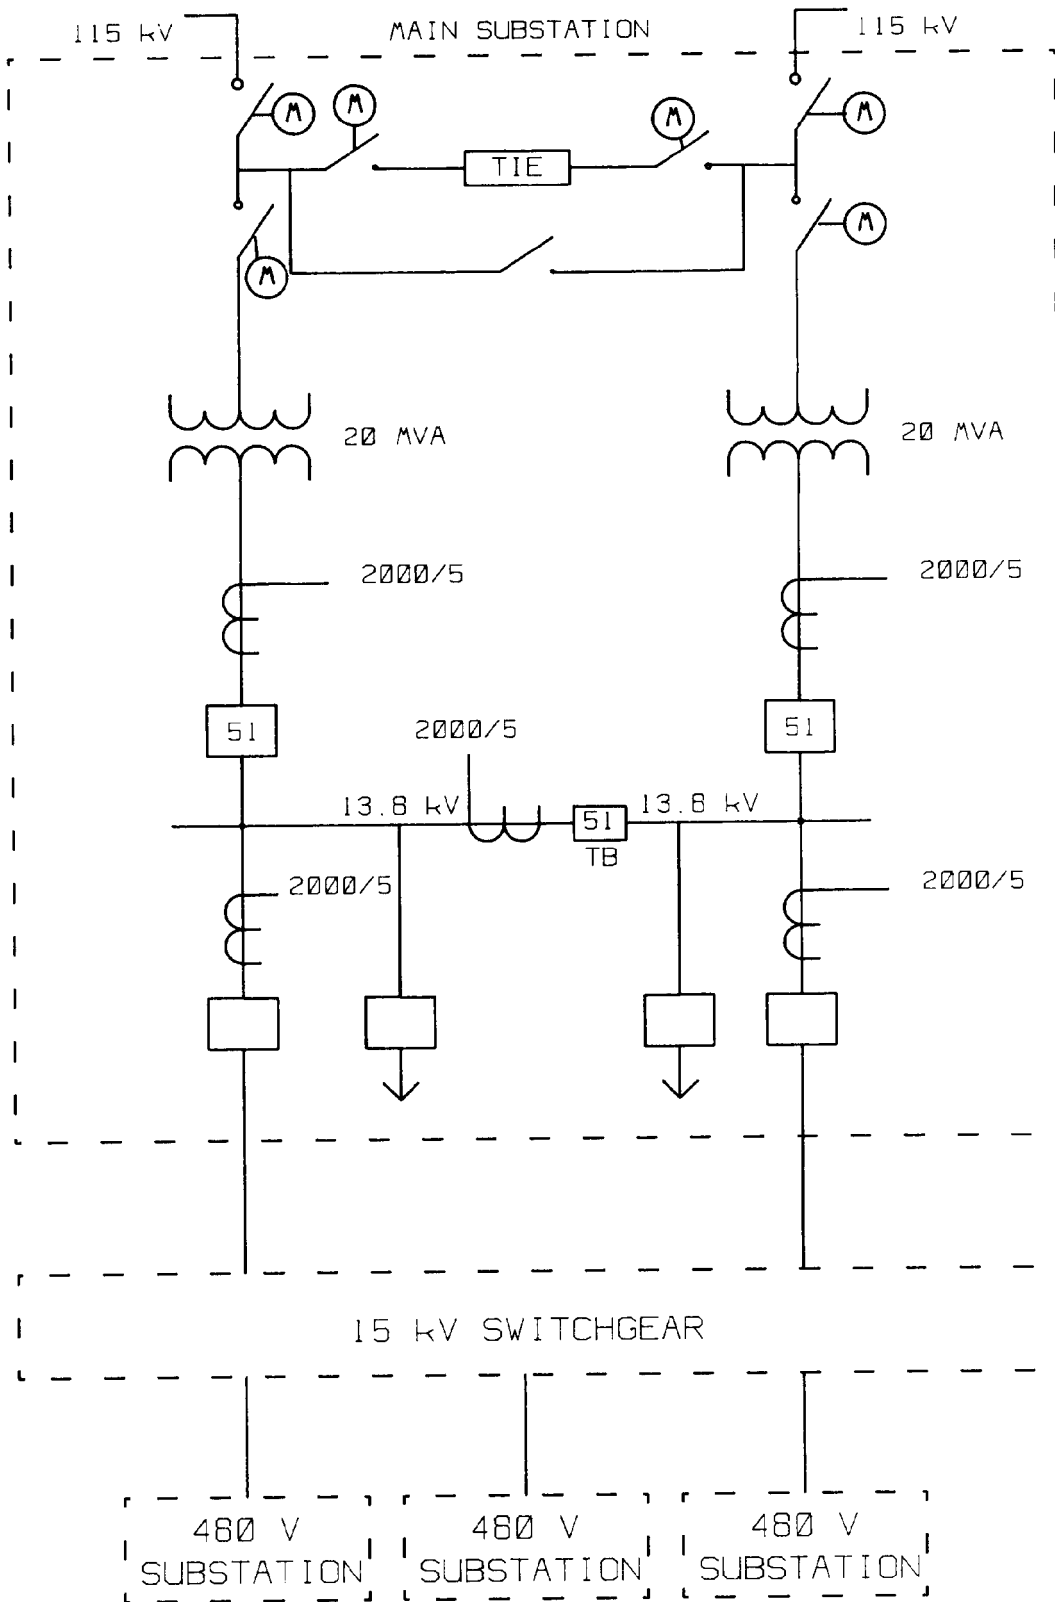 115 kV
MAIN SUBSTATION
115 kV
M
M
M
M
TIE
M
M
20 MVA
20 MVA
2000/5
2000/5
51
51
2000/5
13.8 kV
51
13.8 kV
TB
2000/5
2000/5
15 kV SWITCHGEAR
480 V
SUBSTATION
480 V
SUBSTATION
480 V
SUBSTATION